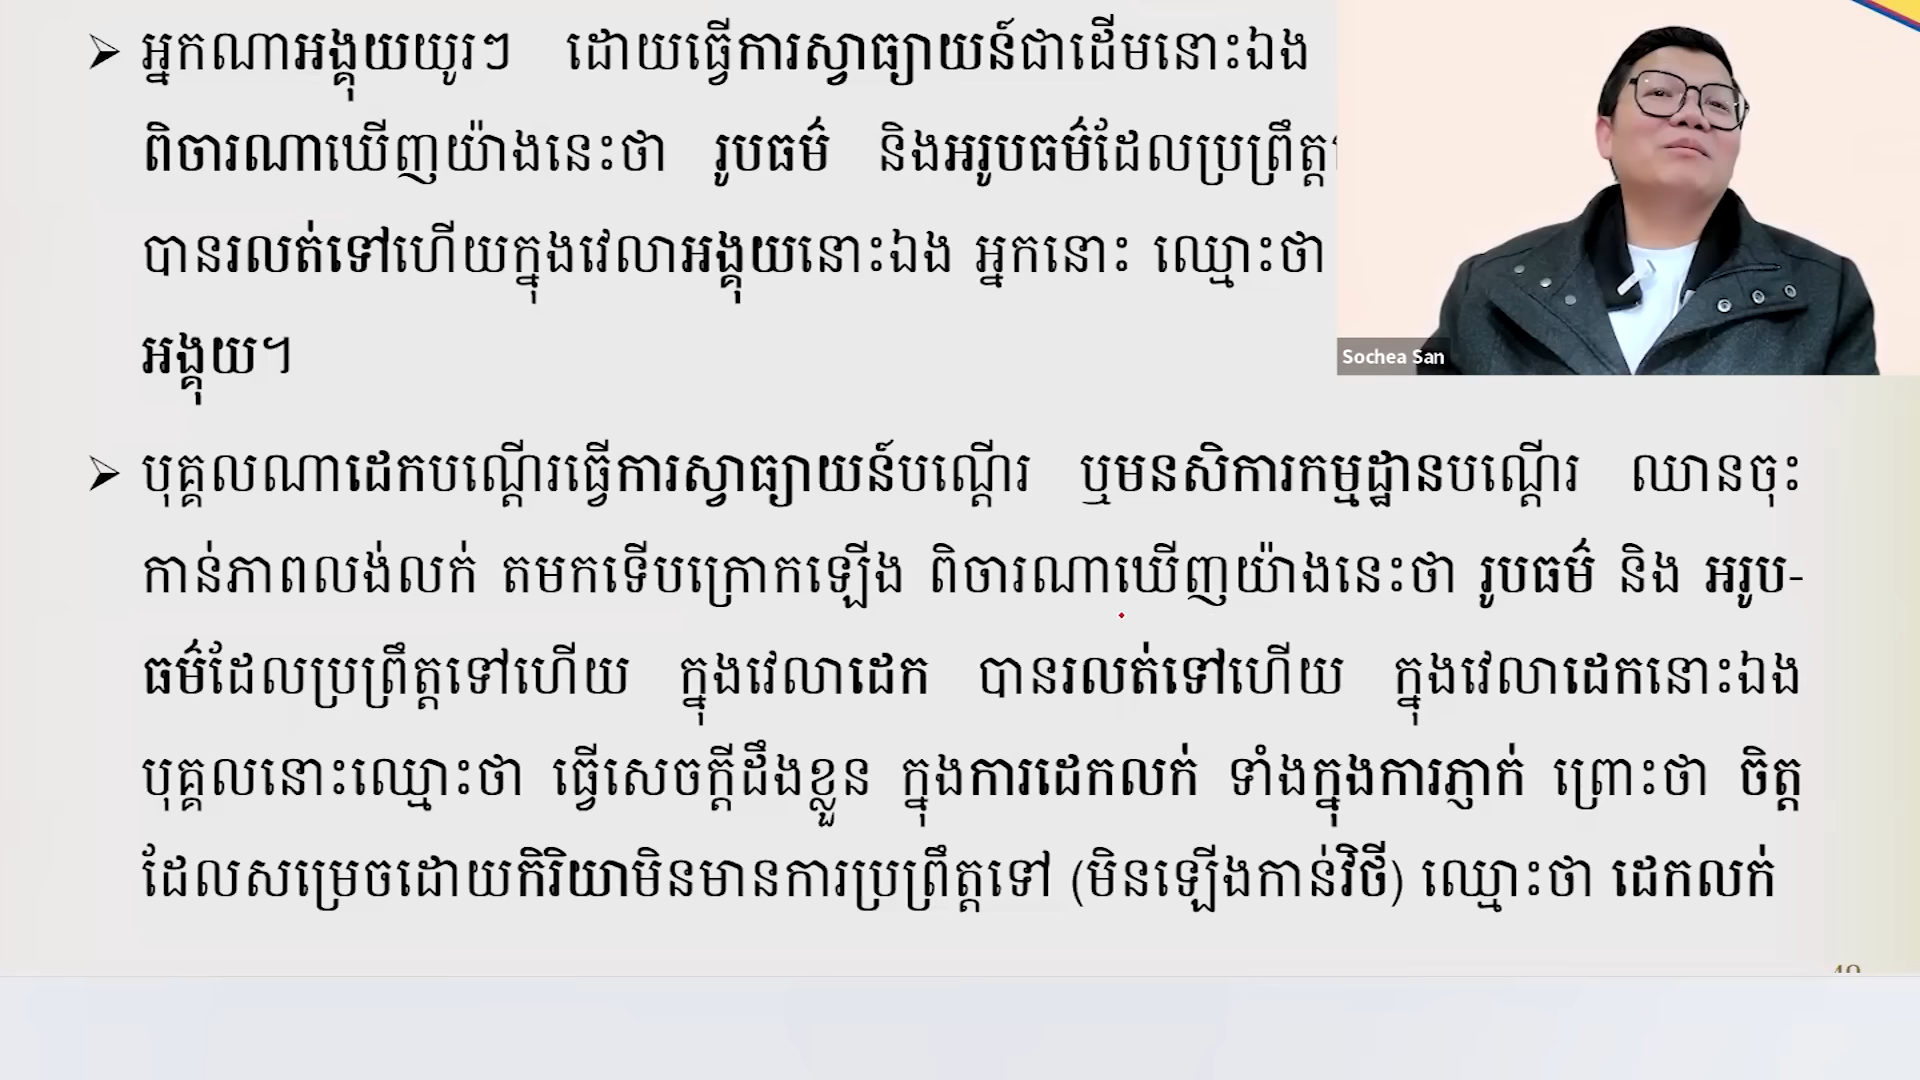 ➢ អ្នកណាអង្គុយយូរៗ ដោយធ្វើការស្វាធ្យាយន៍ជាដើមនោះឯង
ពិចារណាឃើញយ៉ាងនេះថា រូបធម៌ និងអរូបធម៌ដែលប្រព្រឹត្ត
បានរលត់ទៅហើយក្នុងវេលាអង្គុយនោះឯង អ្នកនោះ ឈ្មោះថា
អង្គុយ។
Sochea San
➢ បុគ្គលណាដេកបណ្តើរធ្វើការស្វាធ្យាយន៍បណ្តើរ ឬមនសិការកម្មដ្ឋានបណ្តើរ ឈានចុះ
កាន់ភាពលង់លក់ តមកទើបក្រោកឡើង ពិចារណាឃើញយ៉ាងនេះថា រូបធម៌ និង អរូប-
ធម៌ដែលប្រព្រឹត្តទៅហើយ ក្នុងវេលាដេក បានរលត់ទៅហើយ ក្នុងវេលាដេកនោះឯង
បុគ្គលនោះឈ្មោះថា ធ្វើសេចក្តីដឹងខ្លួន ក្នុងការដេកលក់ ទាំងក្នុងការភ្ញាក់ ព្រោះថា ចិត្ត
ដែលសម្រេចដោយកិរិយាមិនមានការប្រព្រឹត្តទៅ (មិនឡើងកាន់វិថី) ឈ្មោះថា ដេកលក់